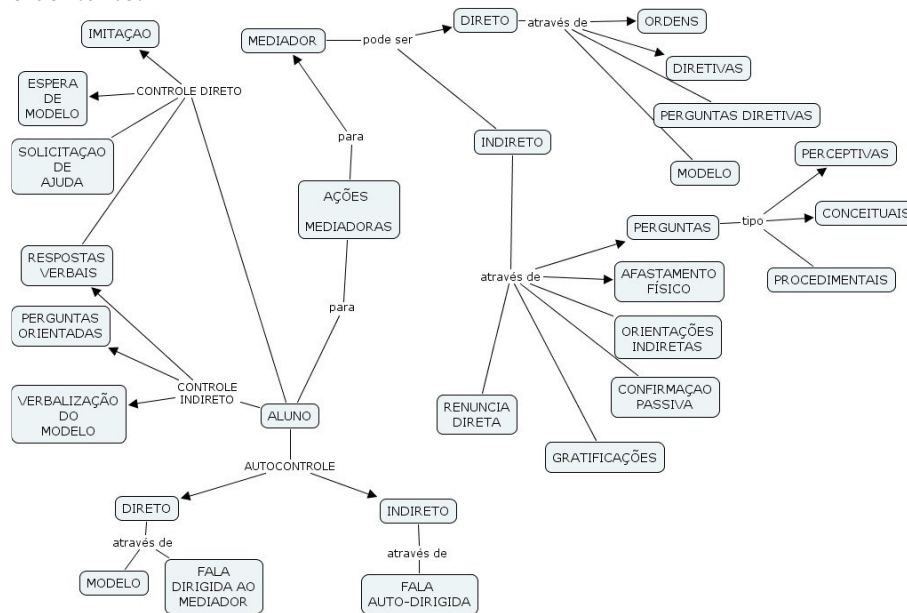 IMITAÇAO
MEDIADOR
pode ser
DIRETO
através de
ORDENS
DIRETIVAS
PERGUNTAS DIRETIVAS
MODELO
ESPERA
DE
MODELO
CONTROLE DIRETO
SOLICITAÇAO
DE
AJUDA
para
INDIRETO
AÇÕES
MEDIADORAS
PERCEPTIVAS
PERGUNTAS
tipo
CONCEITUAIS
PROCEDIMENTAIS
RESPOSTAS
VERBAIS
através de
AFASTAMENTO
FÍSICO
PERGUNTAS
ORIENTADAS
para
ORIENTAÇÕES
INDIRETAS
VERBALIZAÇÃO
DO
MODELO
CONTROLE
INDIRETO
ALUNO
RENUNCIA
DIRETA
CONFIRMAÇAO
PASSIVA
GRATIFICAÇÕES
AUTOCONTROLE
DIRETO
INDIRETO
através de
através de
MODELO
FALA
DIRIGIDA AO
MEDIADOR
FALA
AUTO-DIRIGIDA